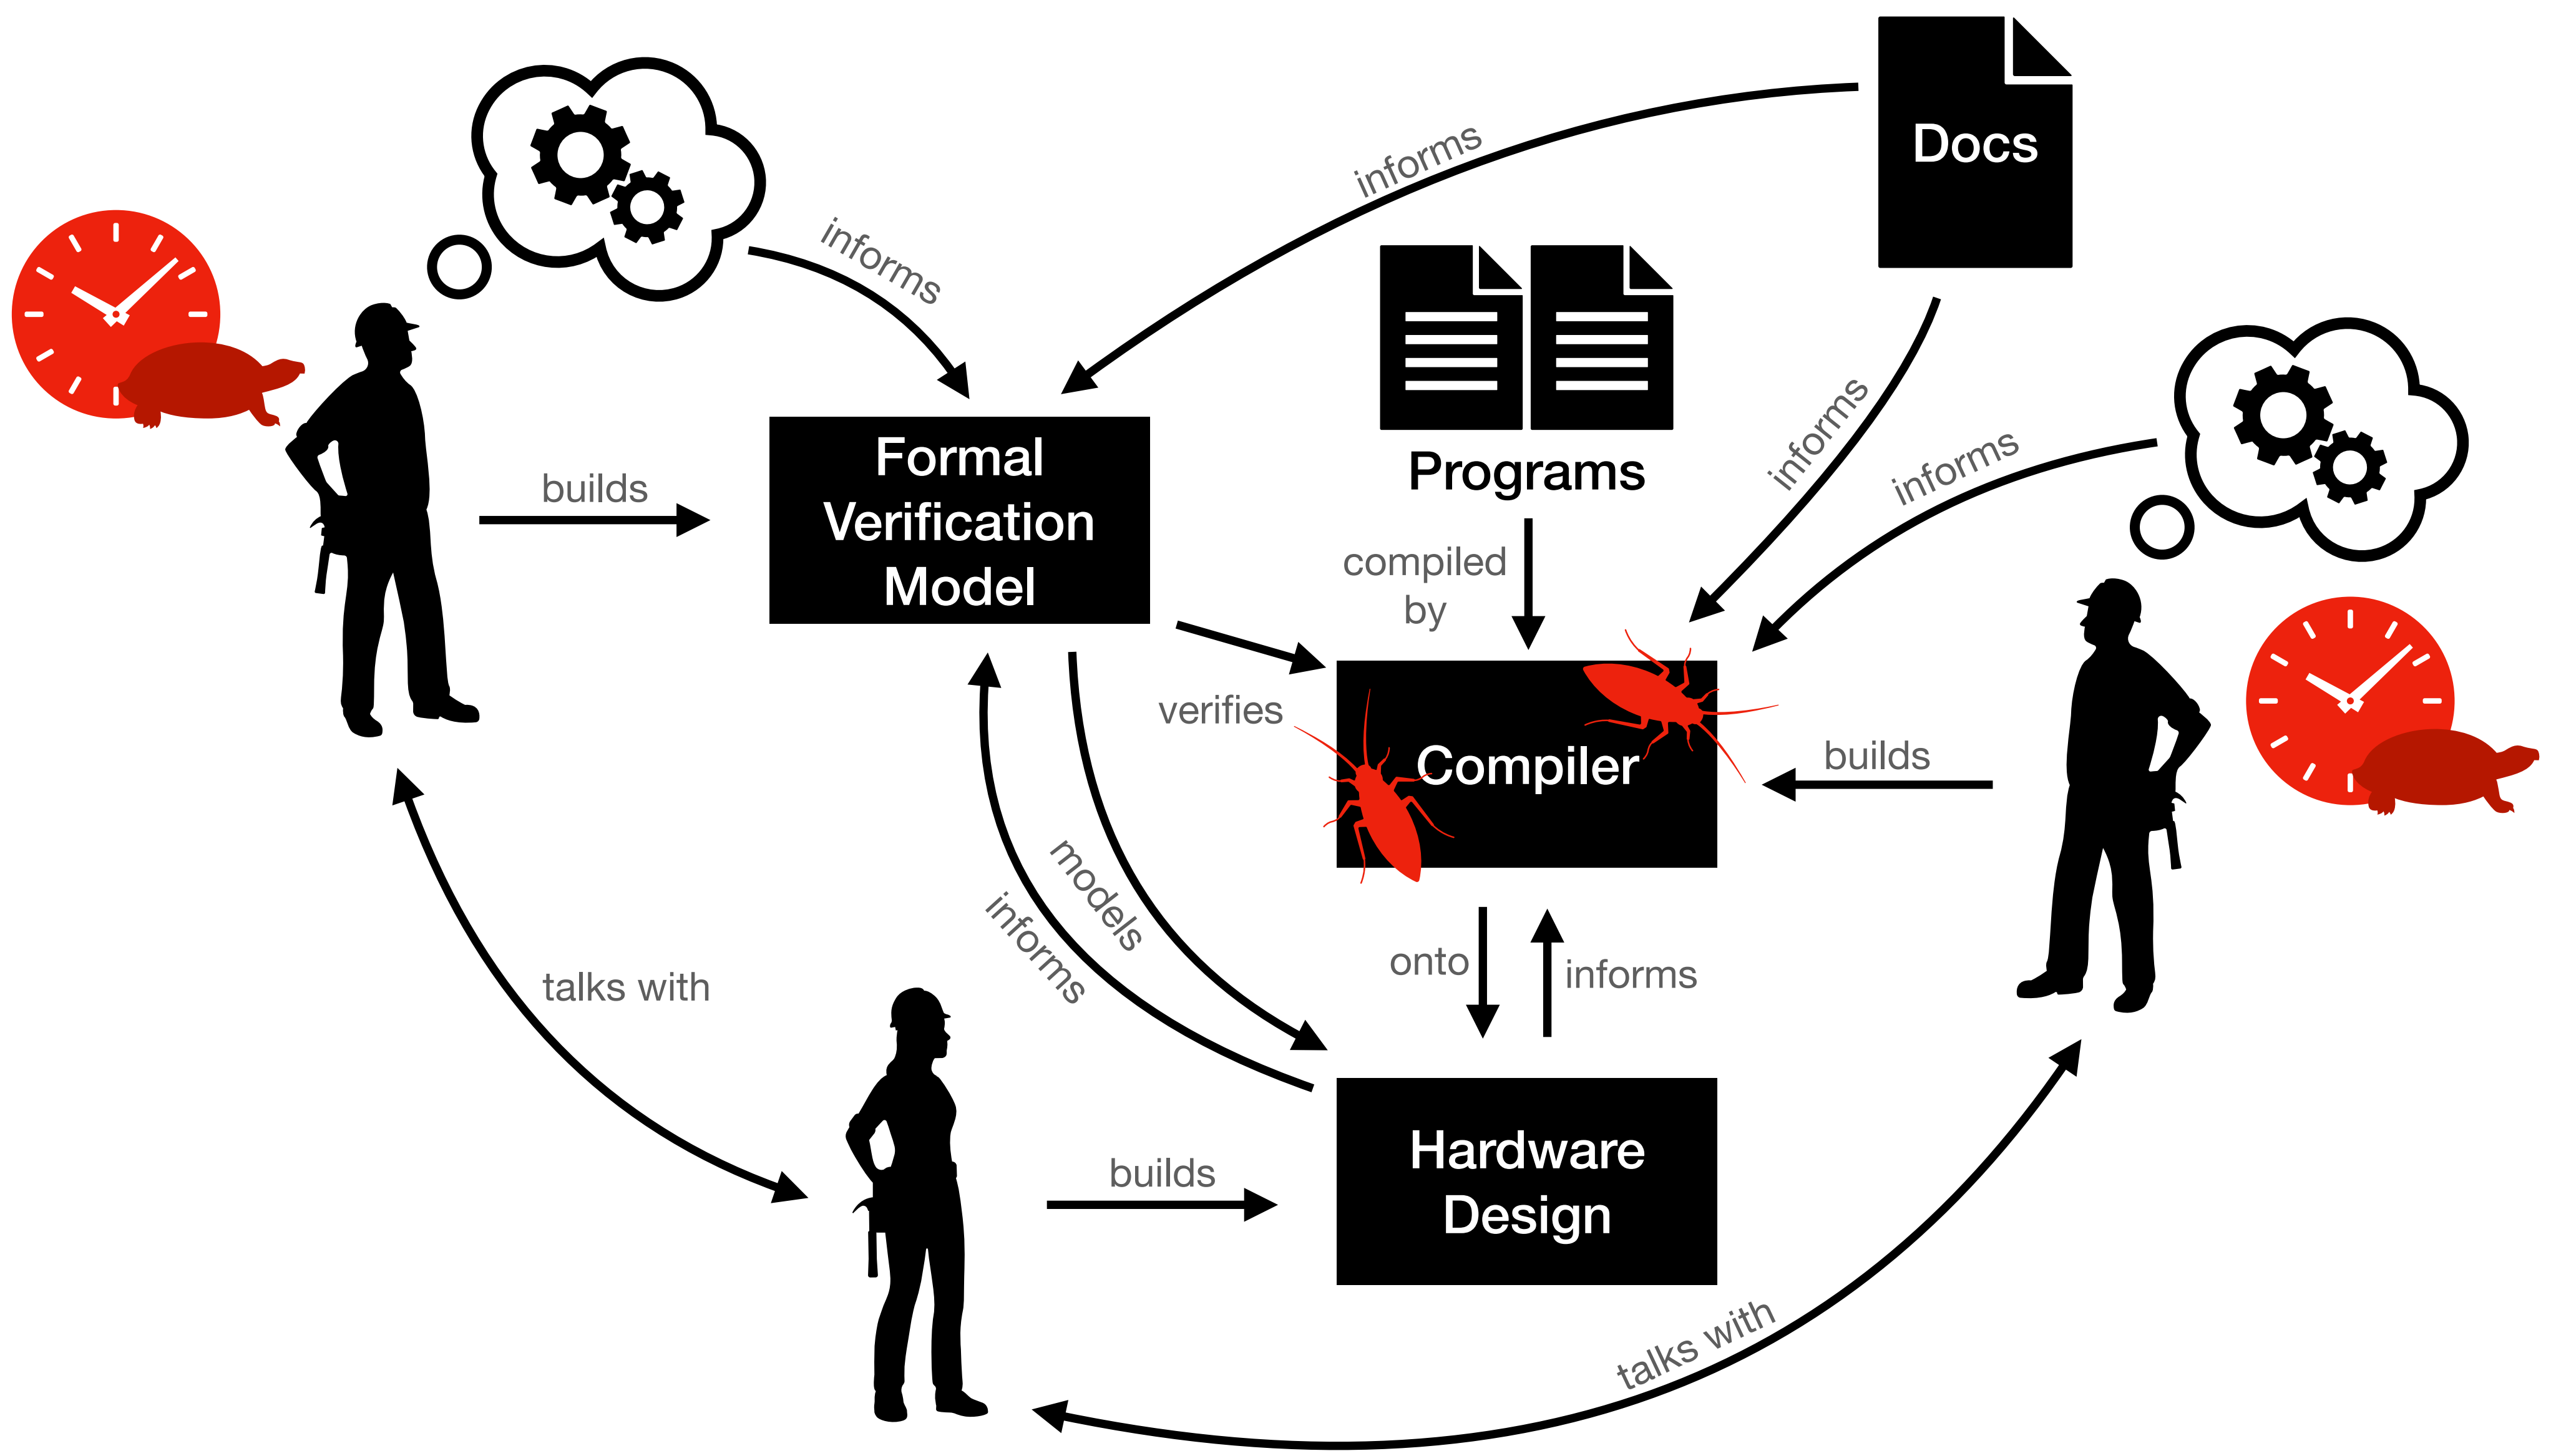 Docs
informs
informs
Formal
Verification
Model
Programs
informs
informs
builds
compiled
by
verifies
Compiler
builds
models
informs
onto
informs
talks with
builds
Hardware
Design
talks with